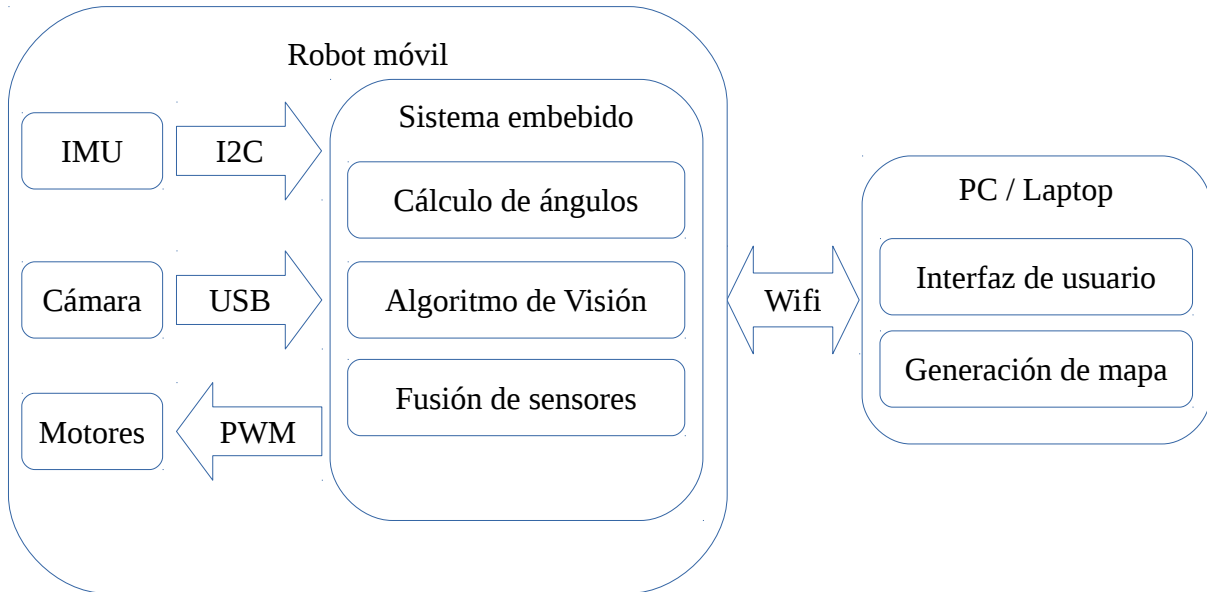 Robot móvil
Sistema embebido
IMU
I2C
Cálculo de ángulos
Cámara
USB
Algoritmo de Visión
Motores
PWM
Fusión de sensores
Wifi
PC / Laptop
Interfaz de usuario
Generación de mapa